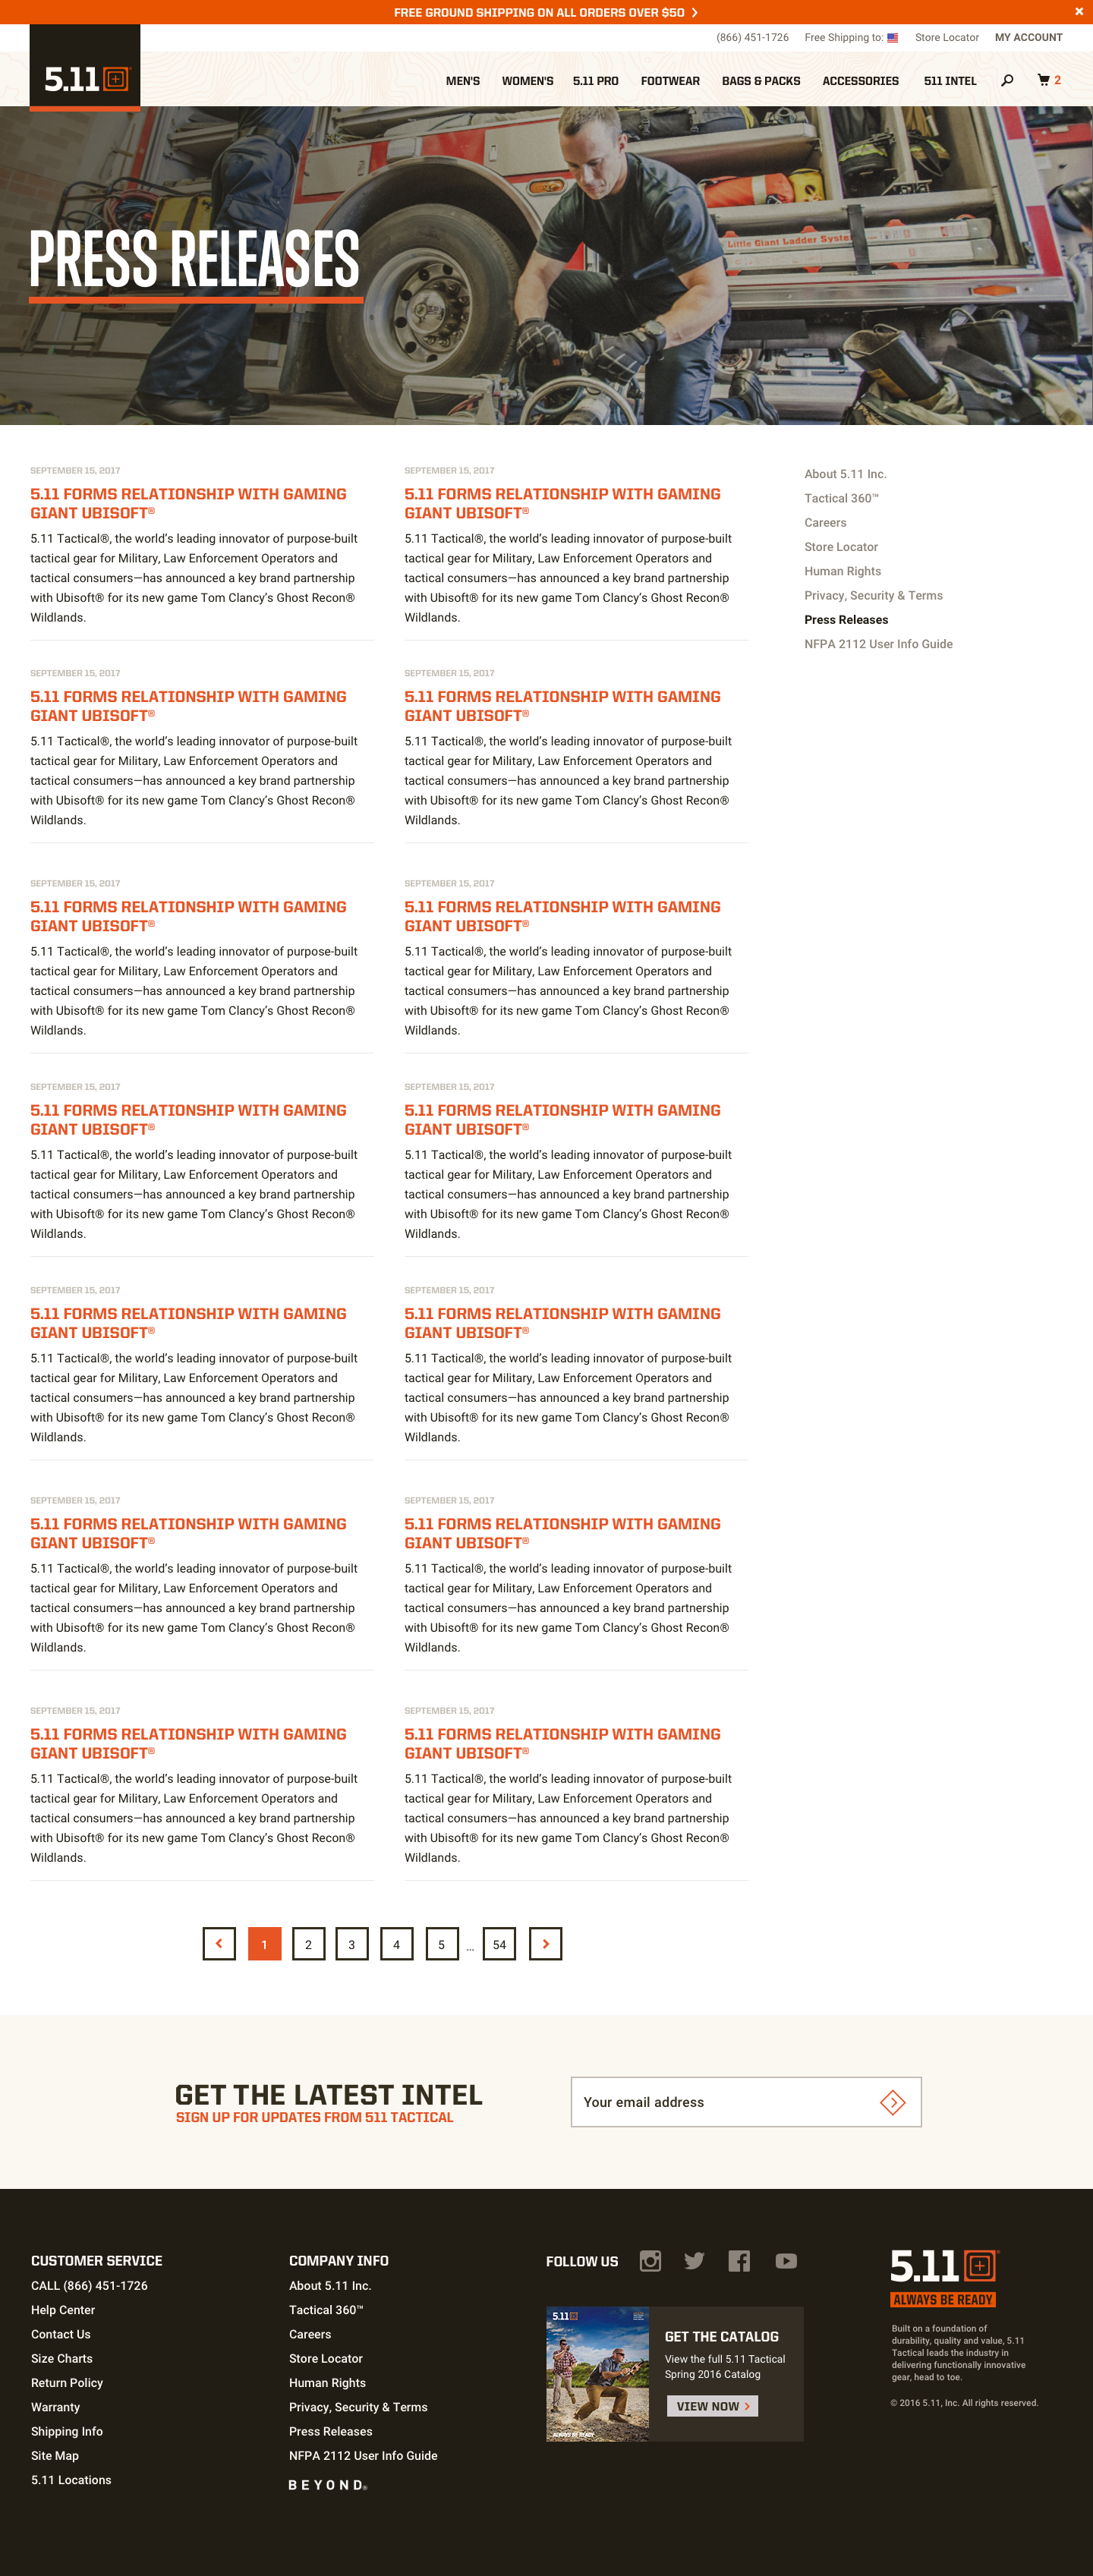 FREE GROUND SHIPPING ON ALL ORDERS OVER $50
(866) 451-1726 Free Shipping to: Store Locator MY ACCOUNT
5.11®
MEN'S WOMEN'S 5.11 PRO FOOTWEAR BAGS & PACKS ACCESSORIES 511 INTEL 2
Little Giant Ladder Systems
PRESS RELEASES
SEPTEMBER 15, 2017
5.11 FORMS RELATIONSHIP WITH GAMING
GIANT UBISOFT®
5.11 Tactical®, the world’s leading innovator of purpose-built
tactical gear for Military, Law Enforcement Operators and
tactical consumers—has announced a key brand partnership
with Ubisoft® for its new game Tom Clancy’s Ghost Recon®
Wildlands.
SEPTEMBER 15, 2017
5.11 FORMS RELATIONSHIP WITH GAMING
GIANT UBISOFT®
5.11 Tactical®, the world’s leading innovator of purpose-built
tactical gear for Military, Law Enforcement Operators and
tactical consumers—has announced a key brand partnership
with Ubisoft® for its new game Tom Clancy’s Ghost Recon®
Wildlands.
About 5.11 Inc.
Tactical 360™
Careers
Store Locator
Human Rights
Privacy, Security & Terms
Press Releases
NFPA 2112 User Info Guide
SEPTEMBER 15, 2017
5.11 FORMS RELATIONSHIP WITH GAMING
GIANT UBISOFT®
5.11 Tactical®, the world’s leading innovator of purpose-built
tactical gear for Military, Law Enforcement Operators and
tactical consumers—has announced a key brand partnership
with Ubisoft® for its new game Tom Clancy’s Ghost Recon®
Wildlands.
SEPTEMBER 15, 2017
5.11 FORMS RELATIONSHIP WITH GAMING
GIANT UBISOFT®
5.11 Tactical®, the world’s leading innovator of purpose-built
tactical gear for Military, Law Enforcement Operators and
tactical consumers—has announced a key brand partnership
with Ubisoft® for its new game Tom Clancy’s Ghost Recon®
Wildlands.
SEPTEMBER 15, 2017
5.11 FORMS RELATIONSHIP WITH GAMING
GIANT UBISOFT®
5.11 Tactical®, the world’s leading innovator of purpose-built
tactical gear for Military, Law Enforcement Operators and
tactical consumers—has announced a key brand partnership
with Ubisoft® for its new game Tom Clancy’s Ghost Recon®
Wildlands.
SEPTEMBER 15, 2017
5.11 FORMS RELATIONSHIP WITH GAMING
GIANT UBISOFT®
5.11 Tactical®, the world’s leading innovator of purpose-built
tactical gear for Military, Law Enforcement Operators and
tactical consumers—has announced a key brand partnership
with Ubisoft® for its new game Tom Clancy’s Ghost Recon®
Wildlands.
SEPTEMBER 15, 2017
5.11 FORMS RELATIONSHIP WITH GAMING
GIANT UBISOFT®
5.11 Tactical®, the world’s leading innovator of purpose-built
tactical gear for Military, Law Enforcement Operators and
tactical consumers—has announced a key brand partnership
with Ubisoft® for its new game Tom Clancy’s Ghost Recon®
Wildlands.
SEPTEMBER 15, 2017
5.11 FORMS RELATIONSHIP WITH GAMING
GIANT UBISOFT®
5.11 Tactical®, the world’s leading innovator of purpose-built
tactical gear for Military, Law Enforcement Operators and
tactical consumers—has announced a key brand partnership
with Ubisoft® for its new game Tom Clancy’s Ghost Recon®
Wildlands.
SEPTEMBER 15, 2017
5.11 FORMS RELATIONSHIP WITH GAMING
GIANT UBISOFT®
5.11 Tactical®, the world’s leading innovator of purpose-built
tactical gear for Military, Law Enforcement Operators and
tactical consumers—has announced a key brand partnership
with Ubisoft® for its new game Tom Clancy’s Ghost Recon®
Wildlands.
SEPTEMBER 15, 2017
5.11 FORMS RELATIONSHIP WITH GAMING
GIANT UBISOFT®
5.11 Tactical®, the world’s leading innovator of purpose-built
tactical gear for Military, Law Enforcement Operators and
tactical consumers—has announced a key brand partnership
with Ubisoft® for its new game Tom Clancy’s Ghost Recon®
Wildlands.
SEPTEMBER 15, 2017
5.11 FORMS RELATIONSHIP WITH GAMING
GIANT UBISOFT®
5.11 Tactical®, the world’s leading innovator of purpose-built
tactical gear for Military, Law Enforcement Operators and
tactical consumers—has announced a key brand partnership
with Ubisoft® for its new game Tom Clancy’s Ghost Recon®
Wildlands.
SEPTEMBER 15, 2017
5.11 FORMS RELATIONSHIP WITH GAMING
GIANT UBISOFT®
5.11 Tactical®, the world’s leading innovator of purpose-built
tactical gear for Military, Law Enforcement Operators and
tactical consumers—has announced a key brand partnership
with Ubisoft® for its new game Tom Clancy’s Ghost Recon®
Wildlands.
SEPTEMBER 15, 2017
5.11 FORMS RELATIONSHIP WITH GAMING
GIANT UBISOFT®
5.11 Tactical®, the world’s leading innovator of purpose-built
tactical gear for Military, Law Enforcement Operators and
tactical consumers—has announced a key brand partnership
with Ubisoft® for its new game Tom Clancy’s Ghost Recon®
Wildlands.
SEPTEMBER 15, 2017
5.11 FORMS RELATIONSHIP WITH GAMING
GIANT UBISOFT®
5.11 Tactical®, the world’s leading innovator of purpose-built
tactical gear for Military, Law Enforcement Operators and
tactical consumers—has announced a key brand partnership
with Ubisoft® for its new game Tom Clancy’s Ghost Recon®
Wildlands.
1 2 3 4 5 ... 54
GET THE LATEST INTEL
SIGN UP FOR UPDATES FROM 511 TACTICAL
Your email address
CUSTOMER SERVICE
CALL (866) 451-1726
Help Center
Contact Us
Size Charts
Return Policy
Warranty
Shipping Info
Site Map
5.11 Locations
COMPANY INFO
About 5.11 Inc.
Tactical 360™
Careers
Store Locator
Human Rights
Privacy, Security & Terms
Press Releases
NFPA 2112 User Info Guide
BEYOND®
FOLLOW US
5.11
ALWAYS BE READY
GET THE CATALOG
View the full 5.11 Tactical
Spring 2016 Catalog
VIEW NOW
5.11®
ALWAYS BE READY
Built on a foundation of
durability, quality and value, 5.11
Tactical leads the industry in
delivering functionally innovative
gear, head to toe.
© 2016 5.11, Inc. All rights reserved.